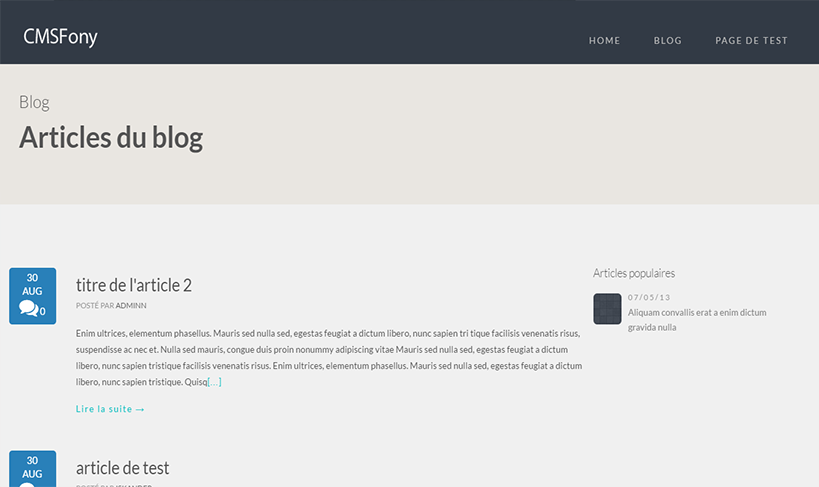 CMSFony
HOME BLOG PAGE DE TEST
Blog
Articles du blog
30
AUG
0
titre de l'article 2
POSTÉ PAR ADMINN
Enim ultrices, elementum phasellus. Mauris sed nulla sed, egestas feugiat a dictum libero, nunc sapien tri tique facilisis venenatis risus,
suspendisse ac nec et. Nulla sed mauris, congue duis proin nonummy adipiscing vitae Mauris sed nulla sed, egestas feugiat a dictum
libero, nunc sapien tristique facilisis venenatis risus. Enim ultrices, elementum phasellus. Mauris sed nulla sed, egestas feugiat a dictum
libero, nunc sapien tristique. Quisq[...]
Lire la suite →
Articles populaires
07/05/13
Aliquam convallis erat a enim dictum
gravida nulla
30
AUG
article de test